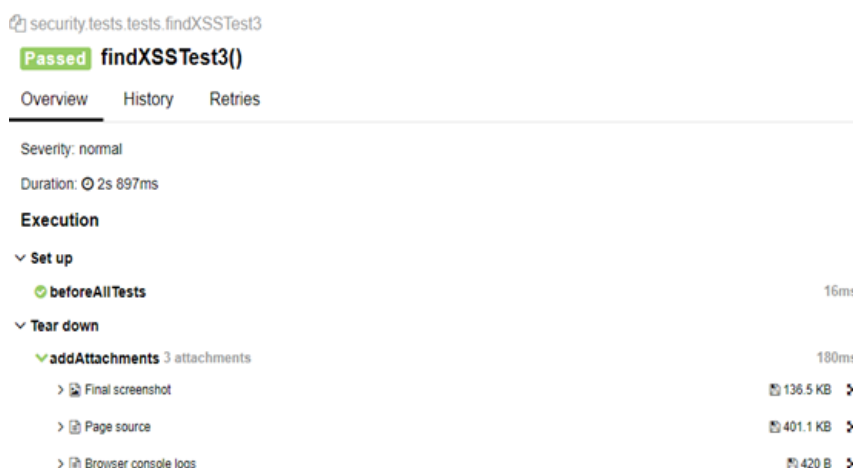 security.tests.tests.findXSSTest3
Passed findXSSTest3()
Overview History Retries
Severity: normal
Duration: 2s 897ms
Execution
Set up
beforeAllTests 16ms
Tear down
addAttachments 3 attachments 180ms
Final screenshot 136.5 KB
Page source 401.1 KB
Browser console logs 420 B